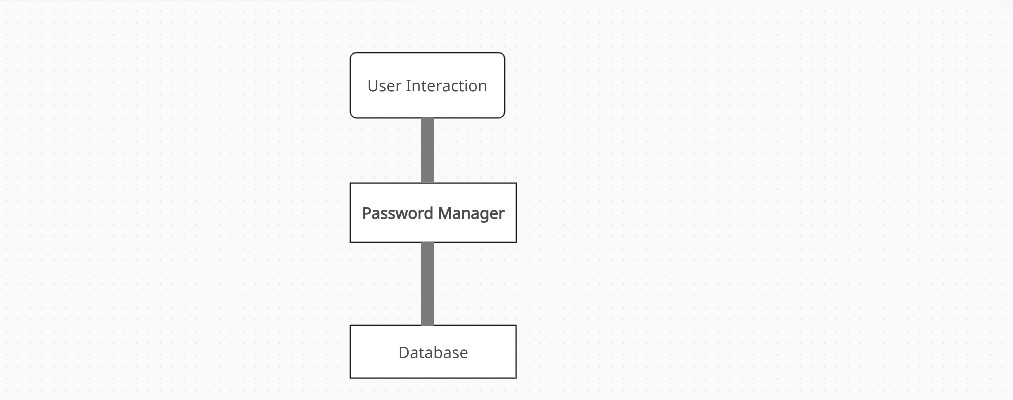 User Interaction
Password Manager
Database